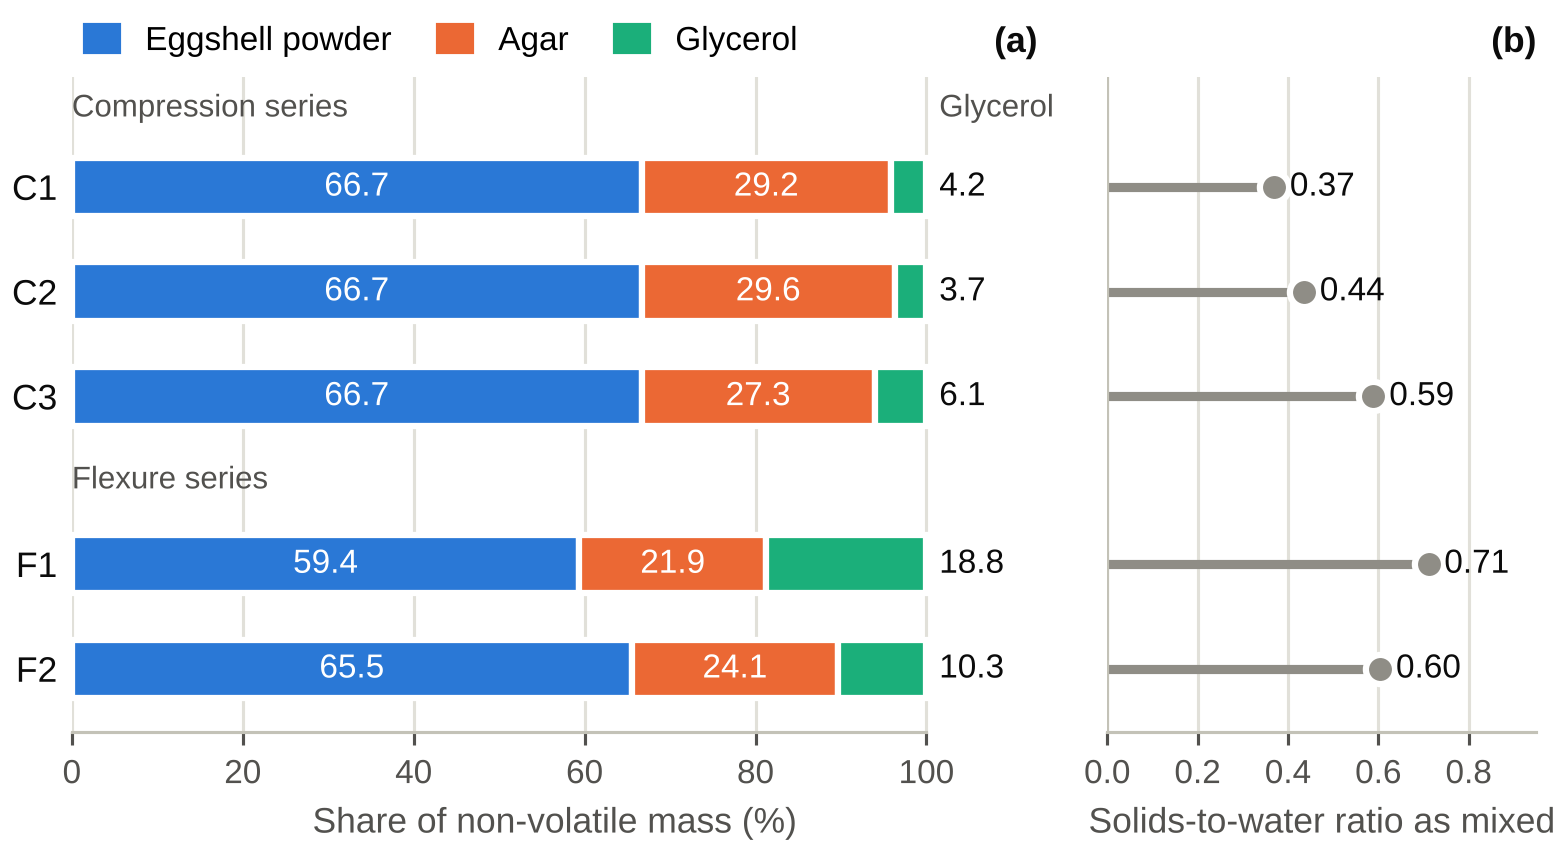 Eggshell powder Agar Glycerol (a) (b)
Compression series Glycerol
C1 66.7 29.2 4.2 0.37
C2 66.7 29.6 3.7 0.44
C3 66.7 27.3 6.1 0.59
Flexure series
F1 59.4 21.9 18.8 0.71
F2 65.5 24.1 10.3 0.60
0 20 40 60 80 100 0.0 0.2 0.4 0.6 0.8
Share of non-volatile mass (%) Solids-to-water ratio as mixed